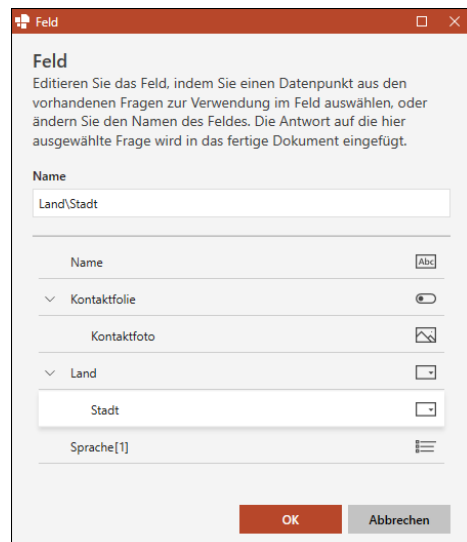 Feld
Feld
Editieren Sie das Feld, indem Sie einen Datenpunkt aus den
vorhandenen Fragen zur Verwendung im Feld auswählen, oder
ändern Sie den Namen des Feldes. Die Antwort auf die hier
ausgewählte Frage wird in das fertige Dokument eingefügt.
Name
Land\Stadt
Name Abc
Kontaktfolie
Kontaktfoto
Land
Stadt
Sprache[1]
OK Abbrechen